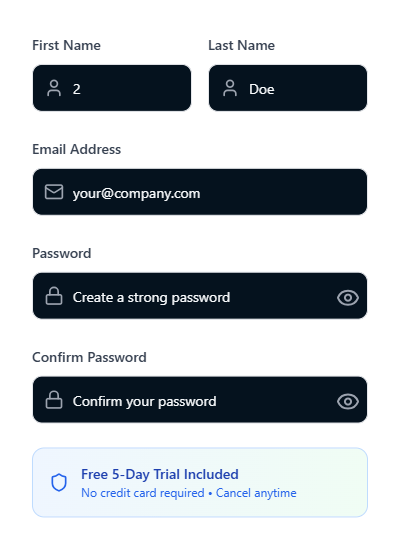 First Name
Last Name
2
Doe
Email Address
your@company.com
Password
Create a strong password
Confirm Password
Confirm your password
Free 5-Day Trial Included
No credit card required • Cancel anytime